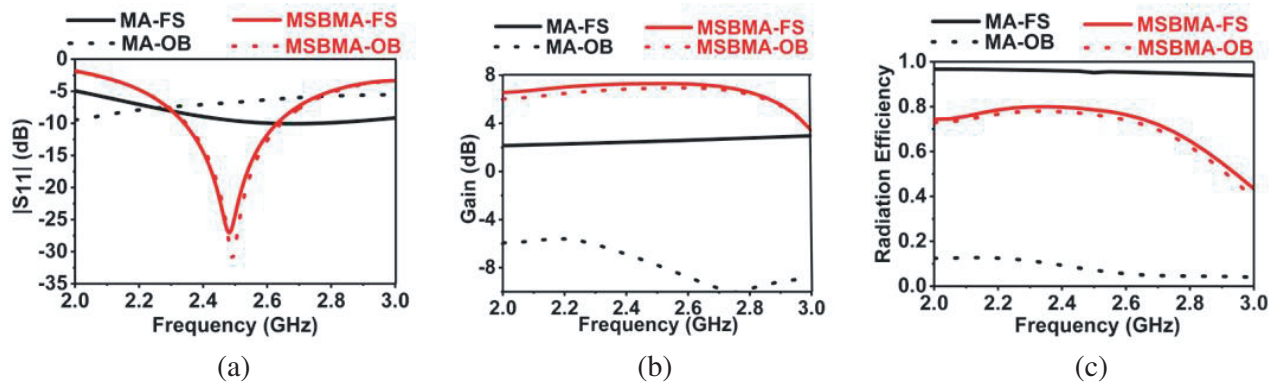 MA-FS MSBMA-FS
MA-OB MSBMA-OB
0
-5
-10
-15
-20
-25
-30
-35
2.0 2.2 2.4 2.6 2.8 3.0
|S11| (dB)
Frequency (GHz)
(a)
MA-FS MSBMA-FS
MA-OB MSBMA-OB
8
4
0
-4
-8
2.0 2.2 2.4 2.6 2.8 3.0
Gain (dB)
Frequency (GHz)
(b)
MA-FS MSBMA-FS
MA-OB MSBMA-OB
1.0
0.8
0.6
0.4
0.2
0.0
2.0 2.2 2.4 2.6 2.8 3.0
Radiation Efficiency
Frequency (GHz)
(c)